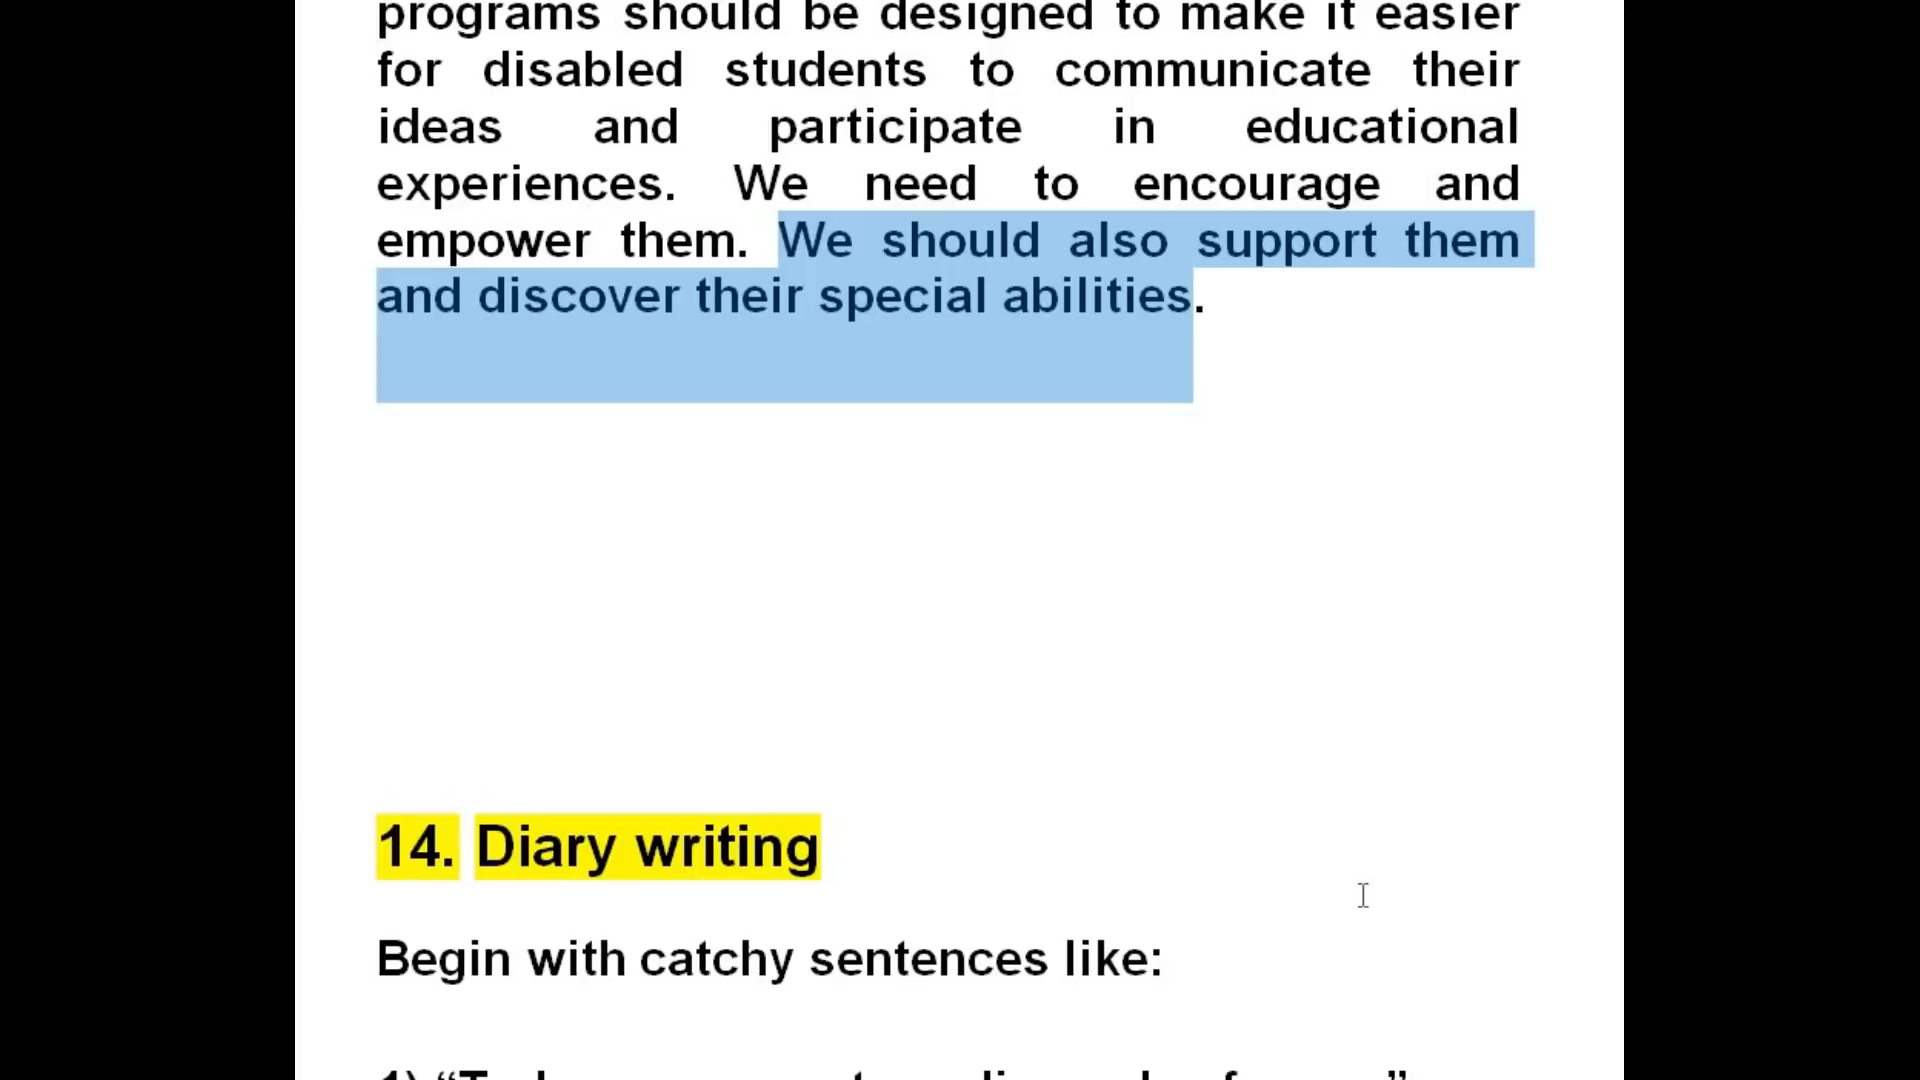 programs should be designed to make it easier
for disabled students to communicate their
ideas and participate in educational
experiences. We need to encourage and
empower them. We should also support them
and discover their special abilities.
14. Diary writing
Begin with catchy sentences like: